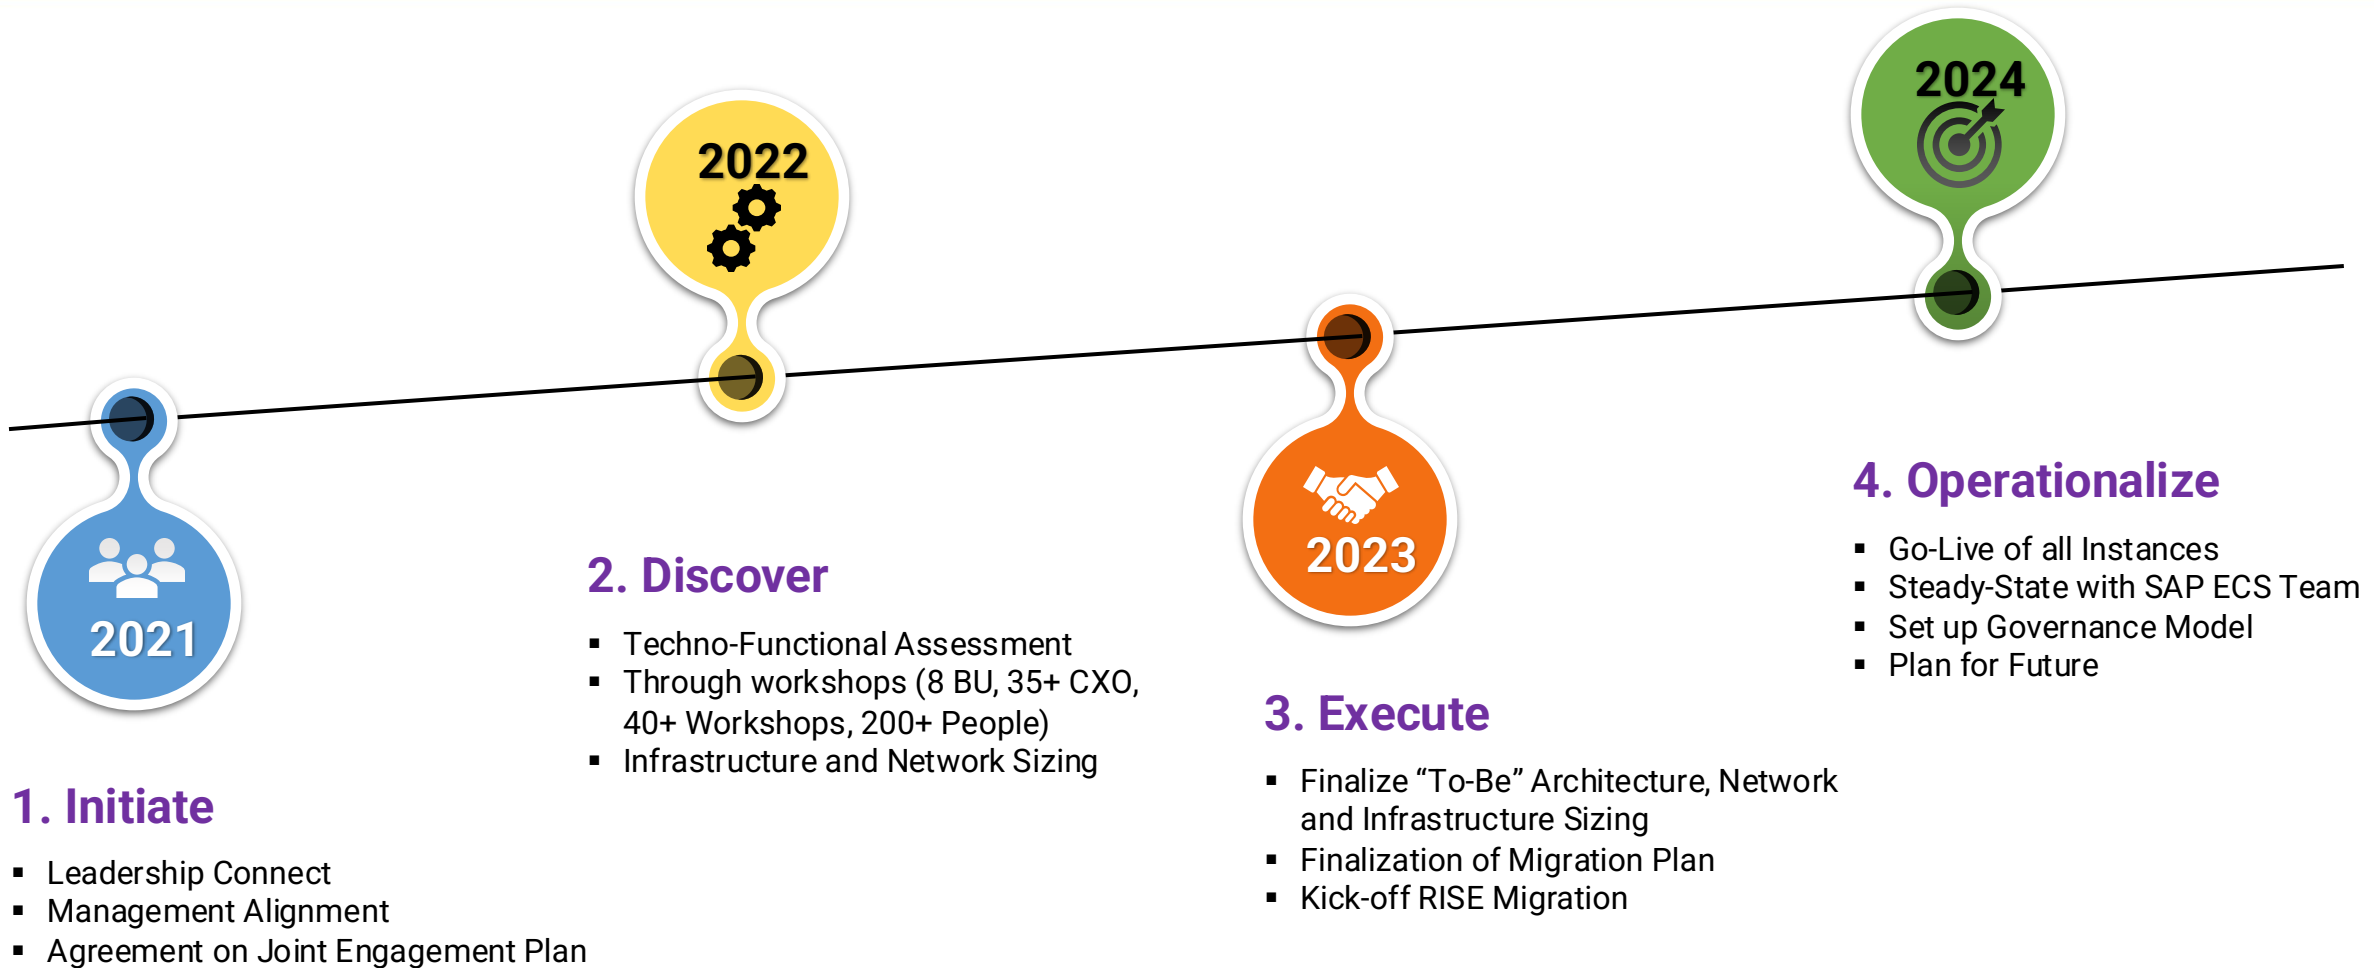 2021
1. Initiate
▪ Leadership Connect
▪ Management Alignment
▪ Agreement on Joint Engagement Plan
2022
2. Discover
▪ Techno-Functional Assessment
▪ Through workshops (8 BU, 35+ CXO,
40+ Workshops, 200+ People)
▪ Infrastructure and Network Sizing
2023
3. Execute
▪ Finalize “To-Be” Architecture, Network
and Infrastructure Sizing
▪ Finalization of Migration Plan
▪ Kick-off RISE Migration
2024
4. Operationalize
▪ Go-Live of all Instances
▪ Steady-State with SAP ECS Team
▪ Set up Governance Model
▪ Plan for Future